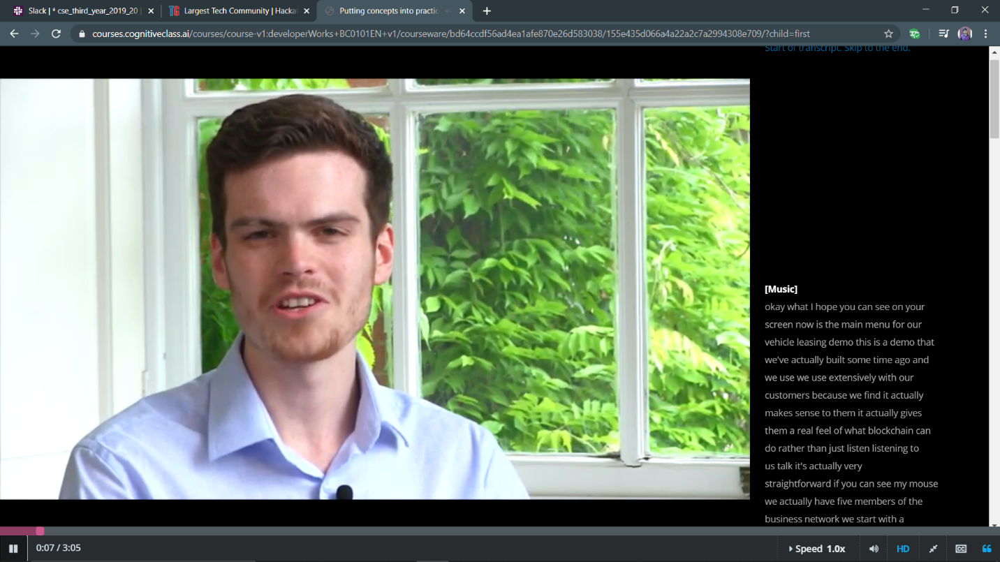 Slack | * cse_third_year_2019_20
Largest Tech Community | Hacka
Putting concepts into practic
courses.cognitiveclass.ai/courses/course-v1:developerWorks+BC0101EN+v1/courseware/bd64ccdf56ad4ea1afe870e26d583038/155e435d066a4a22a2c7a2994308e709/?child=first
Start of transcript. Skip to the end.
[Music]
okay what I hope you can see on your
screen now is the main menu for our
vehicle leasing demo this is a demo that
we've actually built some time ago and
we use we use extensively with our
customers because we find it actually
makes sense to them it actually gives
them a real feel of what blockchain can
do rather than just listen listening to
us talk it's actually very
straightforward if you can see my mouse
we actually have five members of the
business network we start with a
0:07 / 3:05
Speed 1.0x
HD
CC